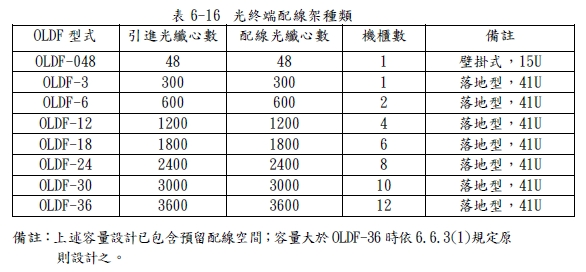 表 6-16 光終端配線架種類
OLDF 型式 引進光纖心數 配線光纖心數 機櫃數 備註
OLDF-048 48 48 1 壁掛式，15U
OLDF-3 300 300 1 落地型，41U
OLDF-6 600 600 2 落地型，41U
OLDF-12 1200 1200 4 落地型，41U
OLDF-18 1800 1800 6 落地型，41U
OLDF-24 2400 2400 8 落地型，41U
OLDF-30 3000 3000 10 落地型，41U
OLDF-36 3600 3600 12 落地型，41U
備註：上述容量設計已包含預留配線空間；容量大於 OLDF-36 時依 6.6.3(1)規定原
則設計之。